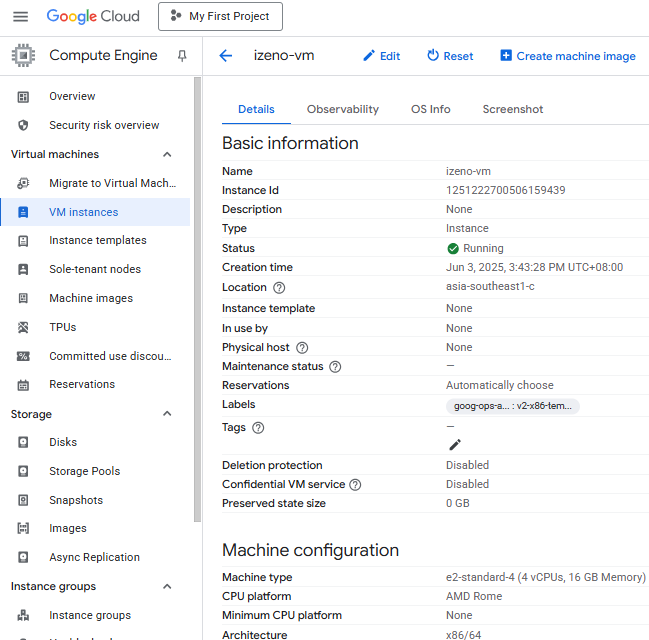 Google Cloud My First Project
Compute Engine
izeno-vm Edit Reset Create machine image
Overview
Security risk overview
Virtual machines
Migrate to Virtual Mach...
VM instances
Instance templates
Sole-tenant nodes
Machine images
TPUs
Committed use discou...
Reservations
Storage
Disks
Storage Pools
Snapshots
Images
Async Replication
Instance groups
Instance groups
Details Observability OS Info Screenshot
Basic information
Name izeno-vm
Instance Id 1251222700506159439
Description None
Type Instance
Status Running
Creation time Jun 3, 2025, 3:43:28 PM UTC+08:00
Location asia-southeast1-c
Instance template None
In use by None
Physical host None
Maintenance status —
Reservations Automatically choose
Labels goog-ops-a... : v2-x86-tem...
Tags —
Deletion protection Disabled
Confidential VM service Disabled
Preserved state size 0 GB
Machine configuration
Machine type e2-standard-4 (4 vCPUs, 16 GB Memory)
CPU platform AMD Rome
Minimum CPU platform None
Architecture x86/64